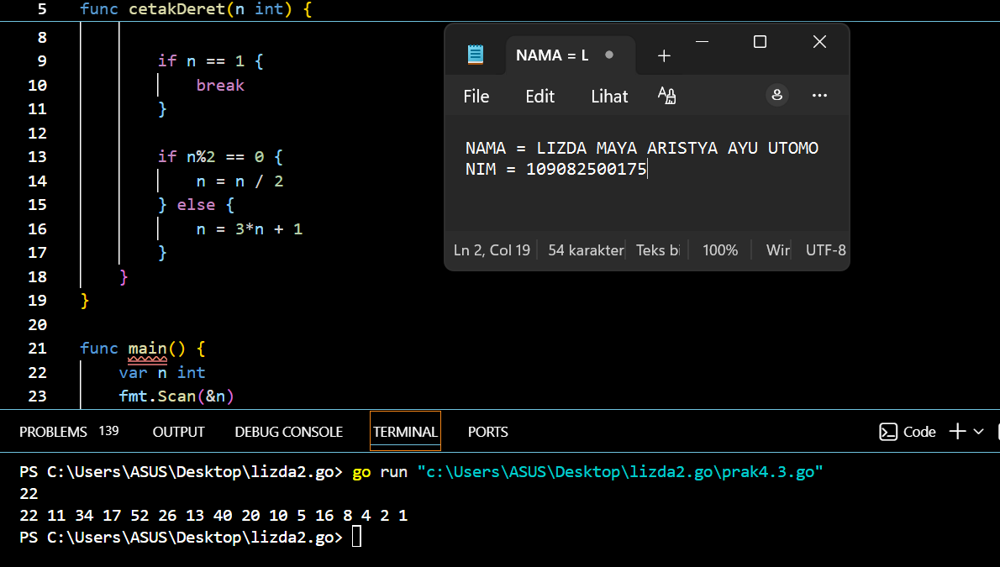 5 func cetakDeret(n int) {
8
9 if n == 1 {
10 break
11 }
12
13 if n%2 == 0 {
14 n = n / 2
15 } else {
16 n = 3*n + 1
17 }
18 }
19 }
20
21 func main() {
22 var n int
23 fmt.Scan(&n)
NAMA = L
File Edit Lihat
NAMA = LIZDA MAYA ARISTYA AYU UTOMO
NIM = 109082500175
Ln 2, Col 19 54 karakter Teks bi 100% Wir UTF-8
PROBLEMS 139 OUTPUT DEBUG CONSOLE TERMINAL PORTS Code
PS C:\Users\ASUS\Desktop\lizda2.go> go run "c:\Users\ASUS\Desktop\lizda2.go\prak4.3.go"
22
22 11 34 17 52 26 13 40 20 10 5 16 8 4 2 1
PS C:\Users\ASUS\Desktop\lizda2.go>